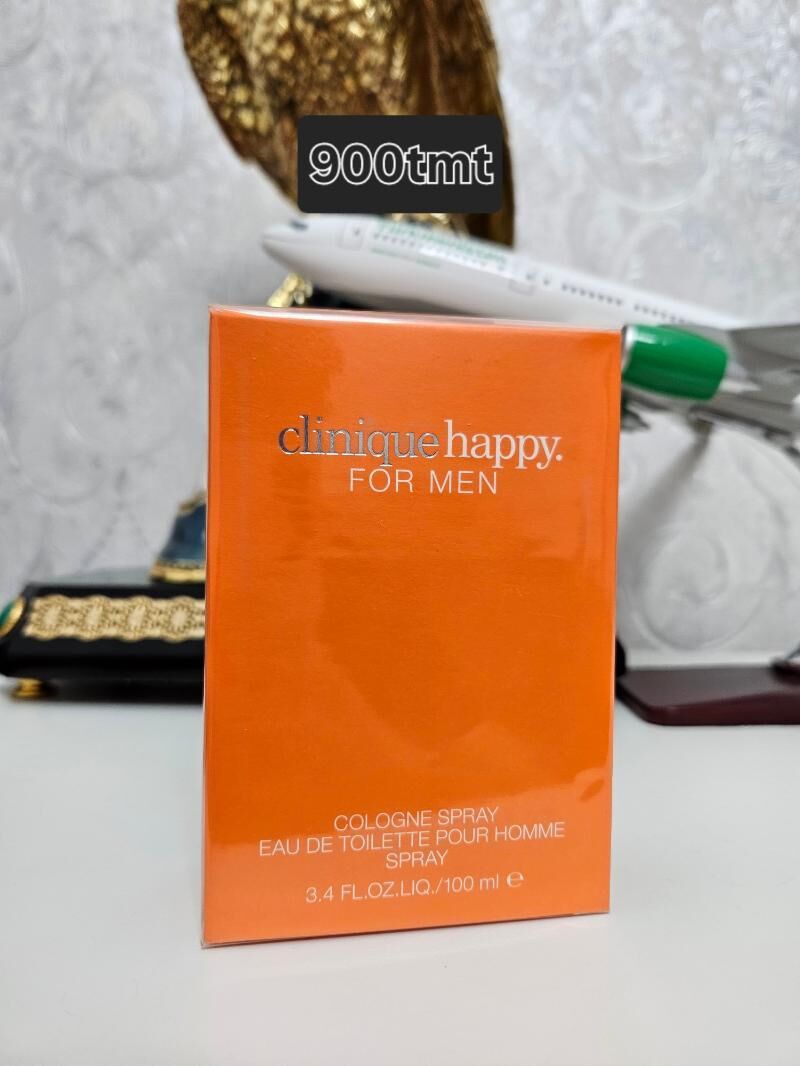 900tmt
clinique happy.
FOR MEN
COLOGNE SPRAY
EAU DE TOILETTE POUR HOMME
SPRAY
3.4 FL.OZ.LIQ./100 ml ℮